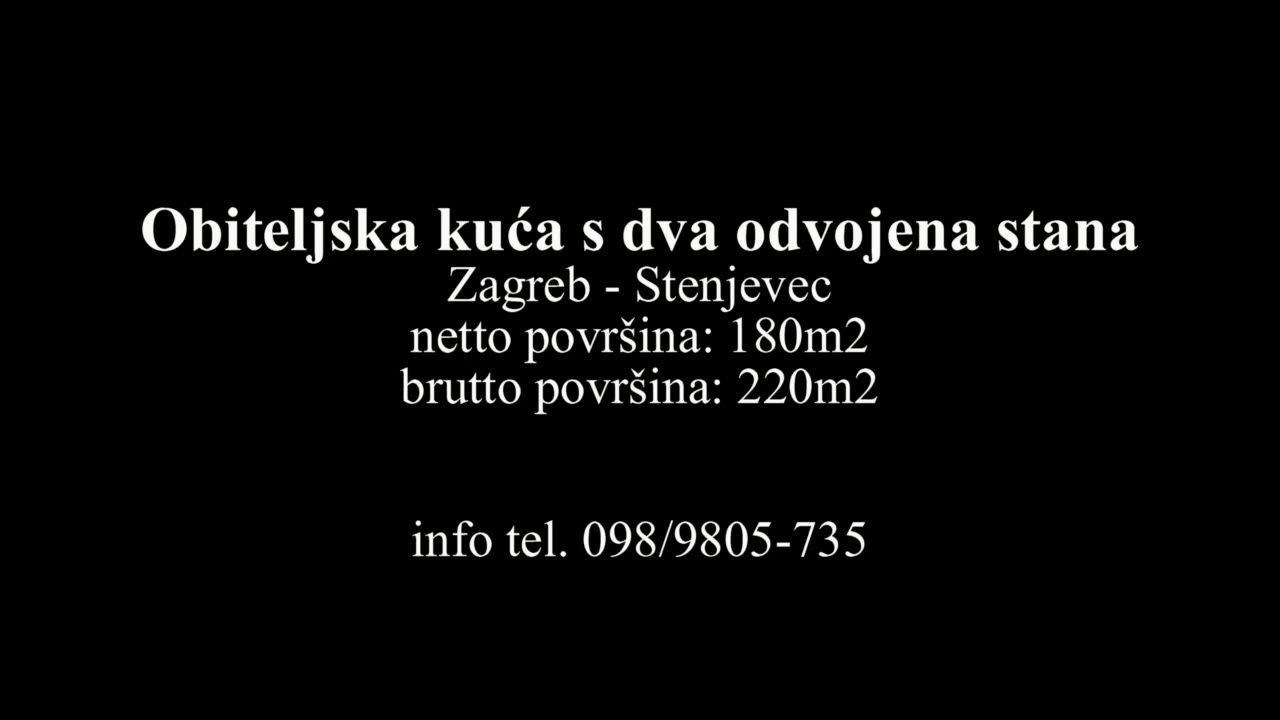 Obiteljska kuća s dva odvojena stana
Zagreb - Stenjevec
netto površina: 180m2
brutto površina: 220m2
info tel. 098/9805-735